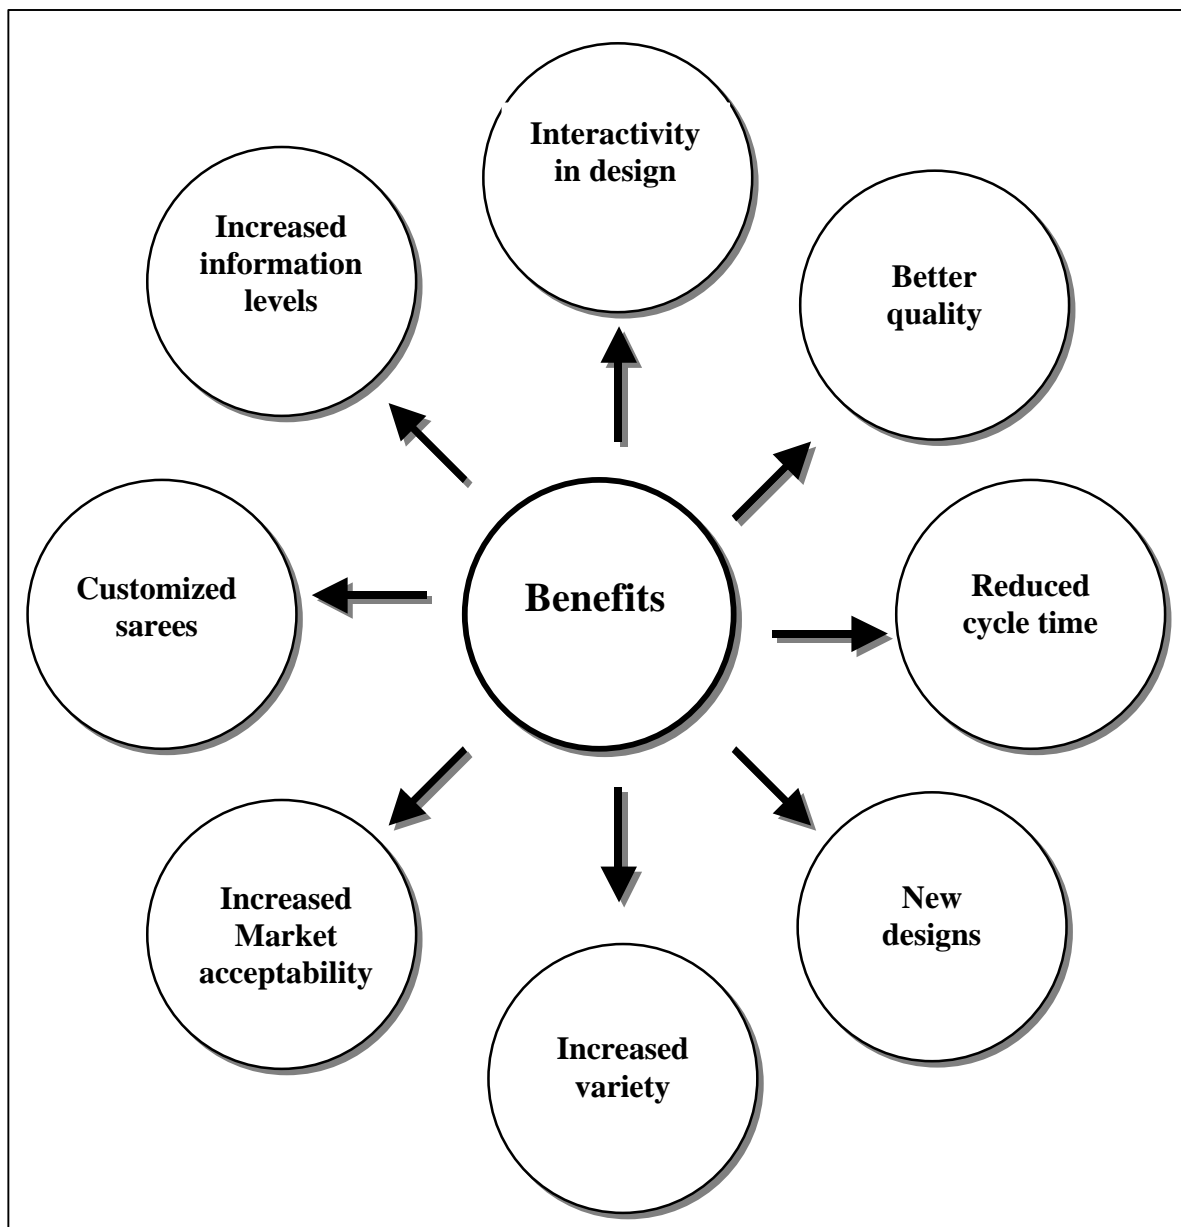 Interactivity
in design
Increased
information
levels
Better
quality
Customized
sarees
Benefits
Reduced
cycle time
Increased
Market
acceptability
New
designs
Increased
variety